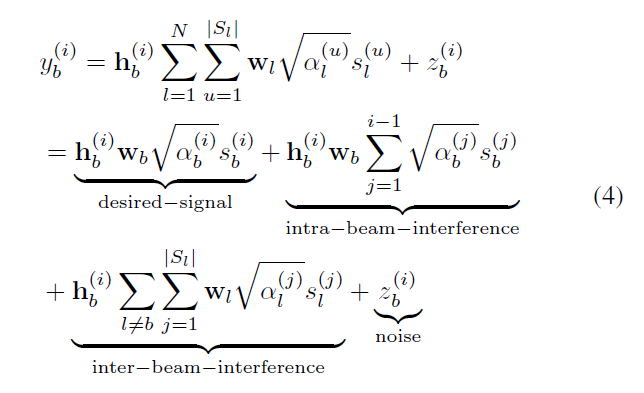 $y_b^{(i)} = \mathbf{h}_b^{(i)} \sum_{l=1}^{N} \sum_{u=1}^{|S_l|} \mathbf{w}_l \sqrt{\alpha_l^{(u)}} s_l^{(u)} + z_b^{(i)}$
$= \underbrace{\mathbf{h}_b^{(i)} \mathbf{w}_b \sqrt{\alpha_b^{(i)}} s_b^{(i)}}_{\text{desired-signal}} + \underbrace{\mathbf{h}_b^{(i)} \mathbf{w}_b \sum_{j=1}^{i-1} \sqrt{\alpha_b^{(j)}} s_b^{(j)}}_{\text{intra-beam-interference}}$ (4)
$+ \underbrace{\mathbf{h}_b^{(i)} \sum_{l \neq b} \sum_{j=1}^{|S_l|} \mathbf{w}_l \sqrt{\alpha_l^{(j)}} s_l^{(j)}}_{\text{inter-beam-interference}} + \underbrace{z_b^{(i)}}_{\text{noise}}$